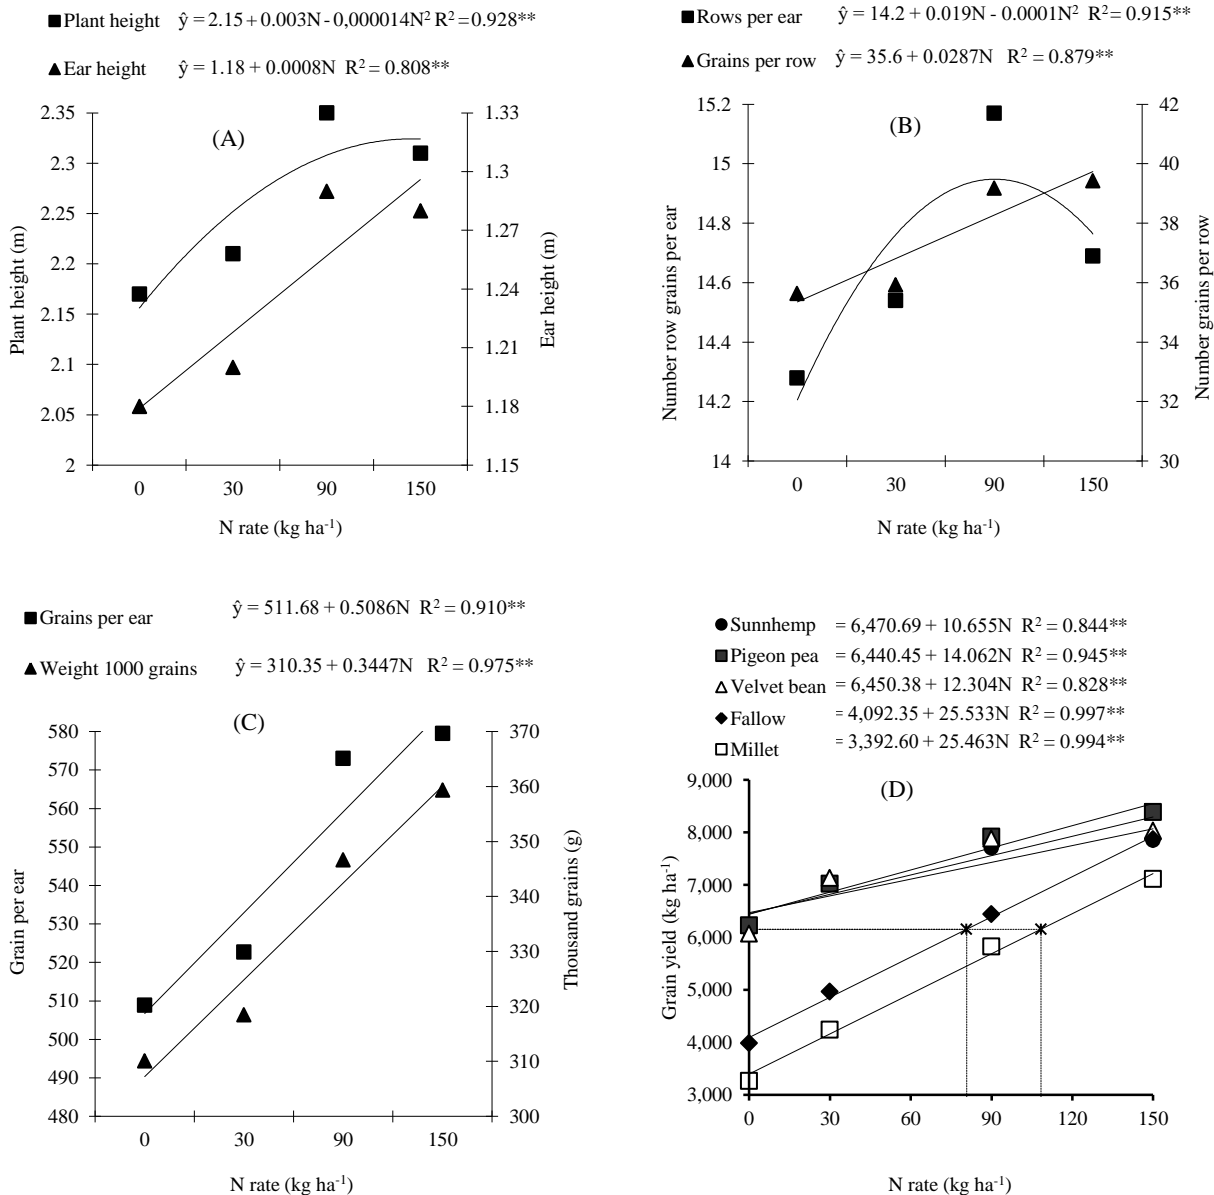 Plant height ŷ = 2.15 + 0.003N - 0,000014N² R² = 0.928**
Ear height ŷ = 1.18 + 0.0008N R² = 0.808**
(A)
2.35
2.3
2.25
2.2
2.15
2.1
2.05
2
Plant height (m)
1.33
1.3
1.27
1.24
1.21
1.18
1.15
Ear height (m)
0 30 90 150
N rate (kg ha⁻¹)
Rows per ear ŷ = 14.2 + 0.019N - 0.0001N² R² = 0.915**
Grains per row ŷ = 35.6 + 0.0287N R² = 0.879**
(B)
15.2
15
14.8
14.6
14.4
14.2
14
Number row grains per ear
42
40
38
36
34
32
30
Number grains per row
0 30 90 150
N rate (kg ha⁻¹)
Grains per ear ŷ = 511.68 + 0.5086N R² = 0.910**
Weight 1000 grains ŷ = 310.35 + 0.3447N R² = 0.975**
(C)
580
570
560
550
540
530
520
510
500
490
480
Grain per ear
370
360
350
340
330
320
310
300
Thousand grains (g)
0 30 90 150
N rate (kg ha⁻¹)
Sunnhemp = 6,470.69 + 10.655N R² = 0.844**
Pigeon pea = 6,440.45 + 14.062N R² = 0.945**
Velvet bean = 6,450.38 + 12.304N R² = 0.828**
Fallow = 4,092.35 + 25.533N R² = 0.997**
Millet = 3,392.60 + 25.463N R² = 0.994**
(D)
9,000
8,000
7,000
6,000
5,000
4,000
3,000
Grain yield (kg ha⁻¹)
0 30 60 90 120 150
N rate (kg ha⁻¹)